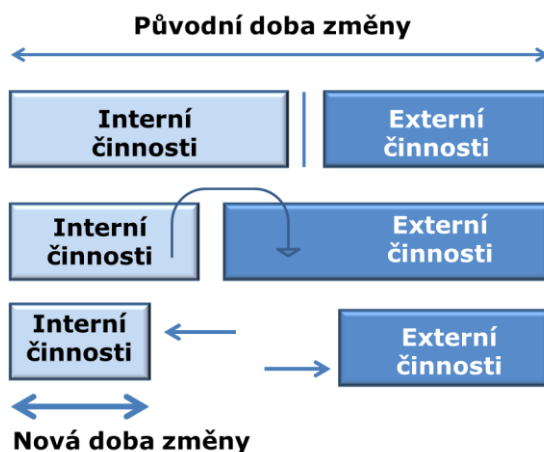 Původní doba změny
Interní
činnosti
Externí
činnosti
Interní
činnosti
Externí
činnosti
Interní
činnosti
Externí
činnosti
Nová doba změny